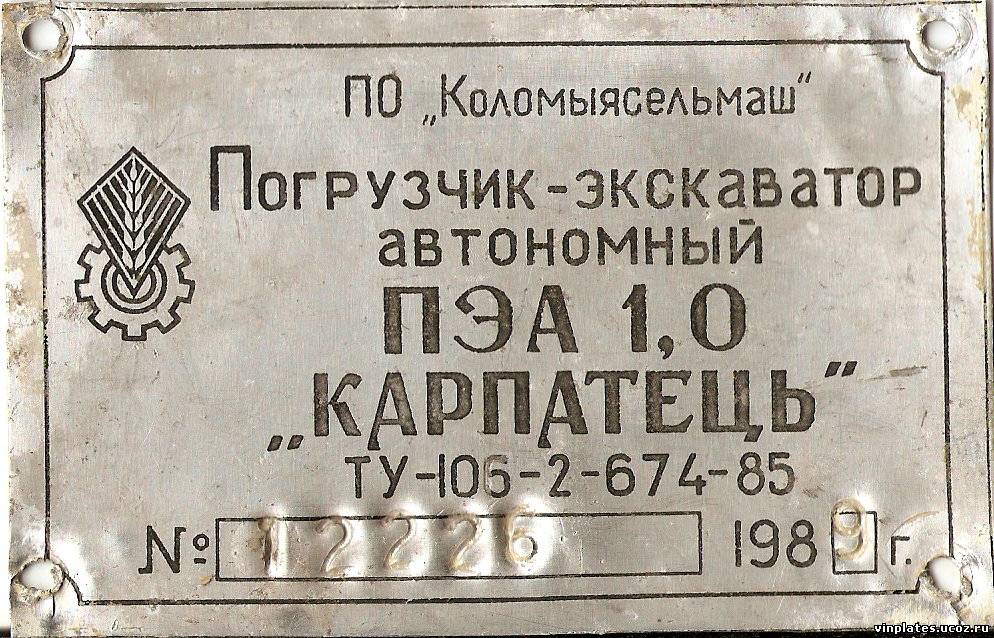 ПО „Коломыясельмаш“
Погрузчик-экскаватор
автономный
ПЭА 1,0
„КАРПАТЕЦЬ”
ТУ-106-2-674-85
№ 12226 1989 г.
vinplates.ucoz.ru